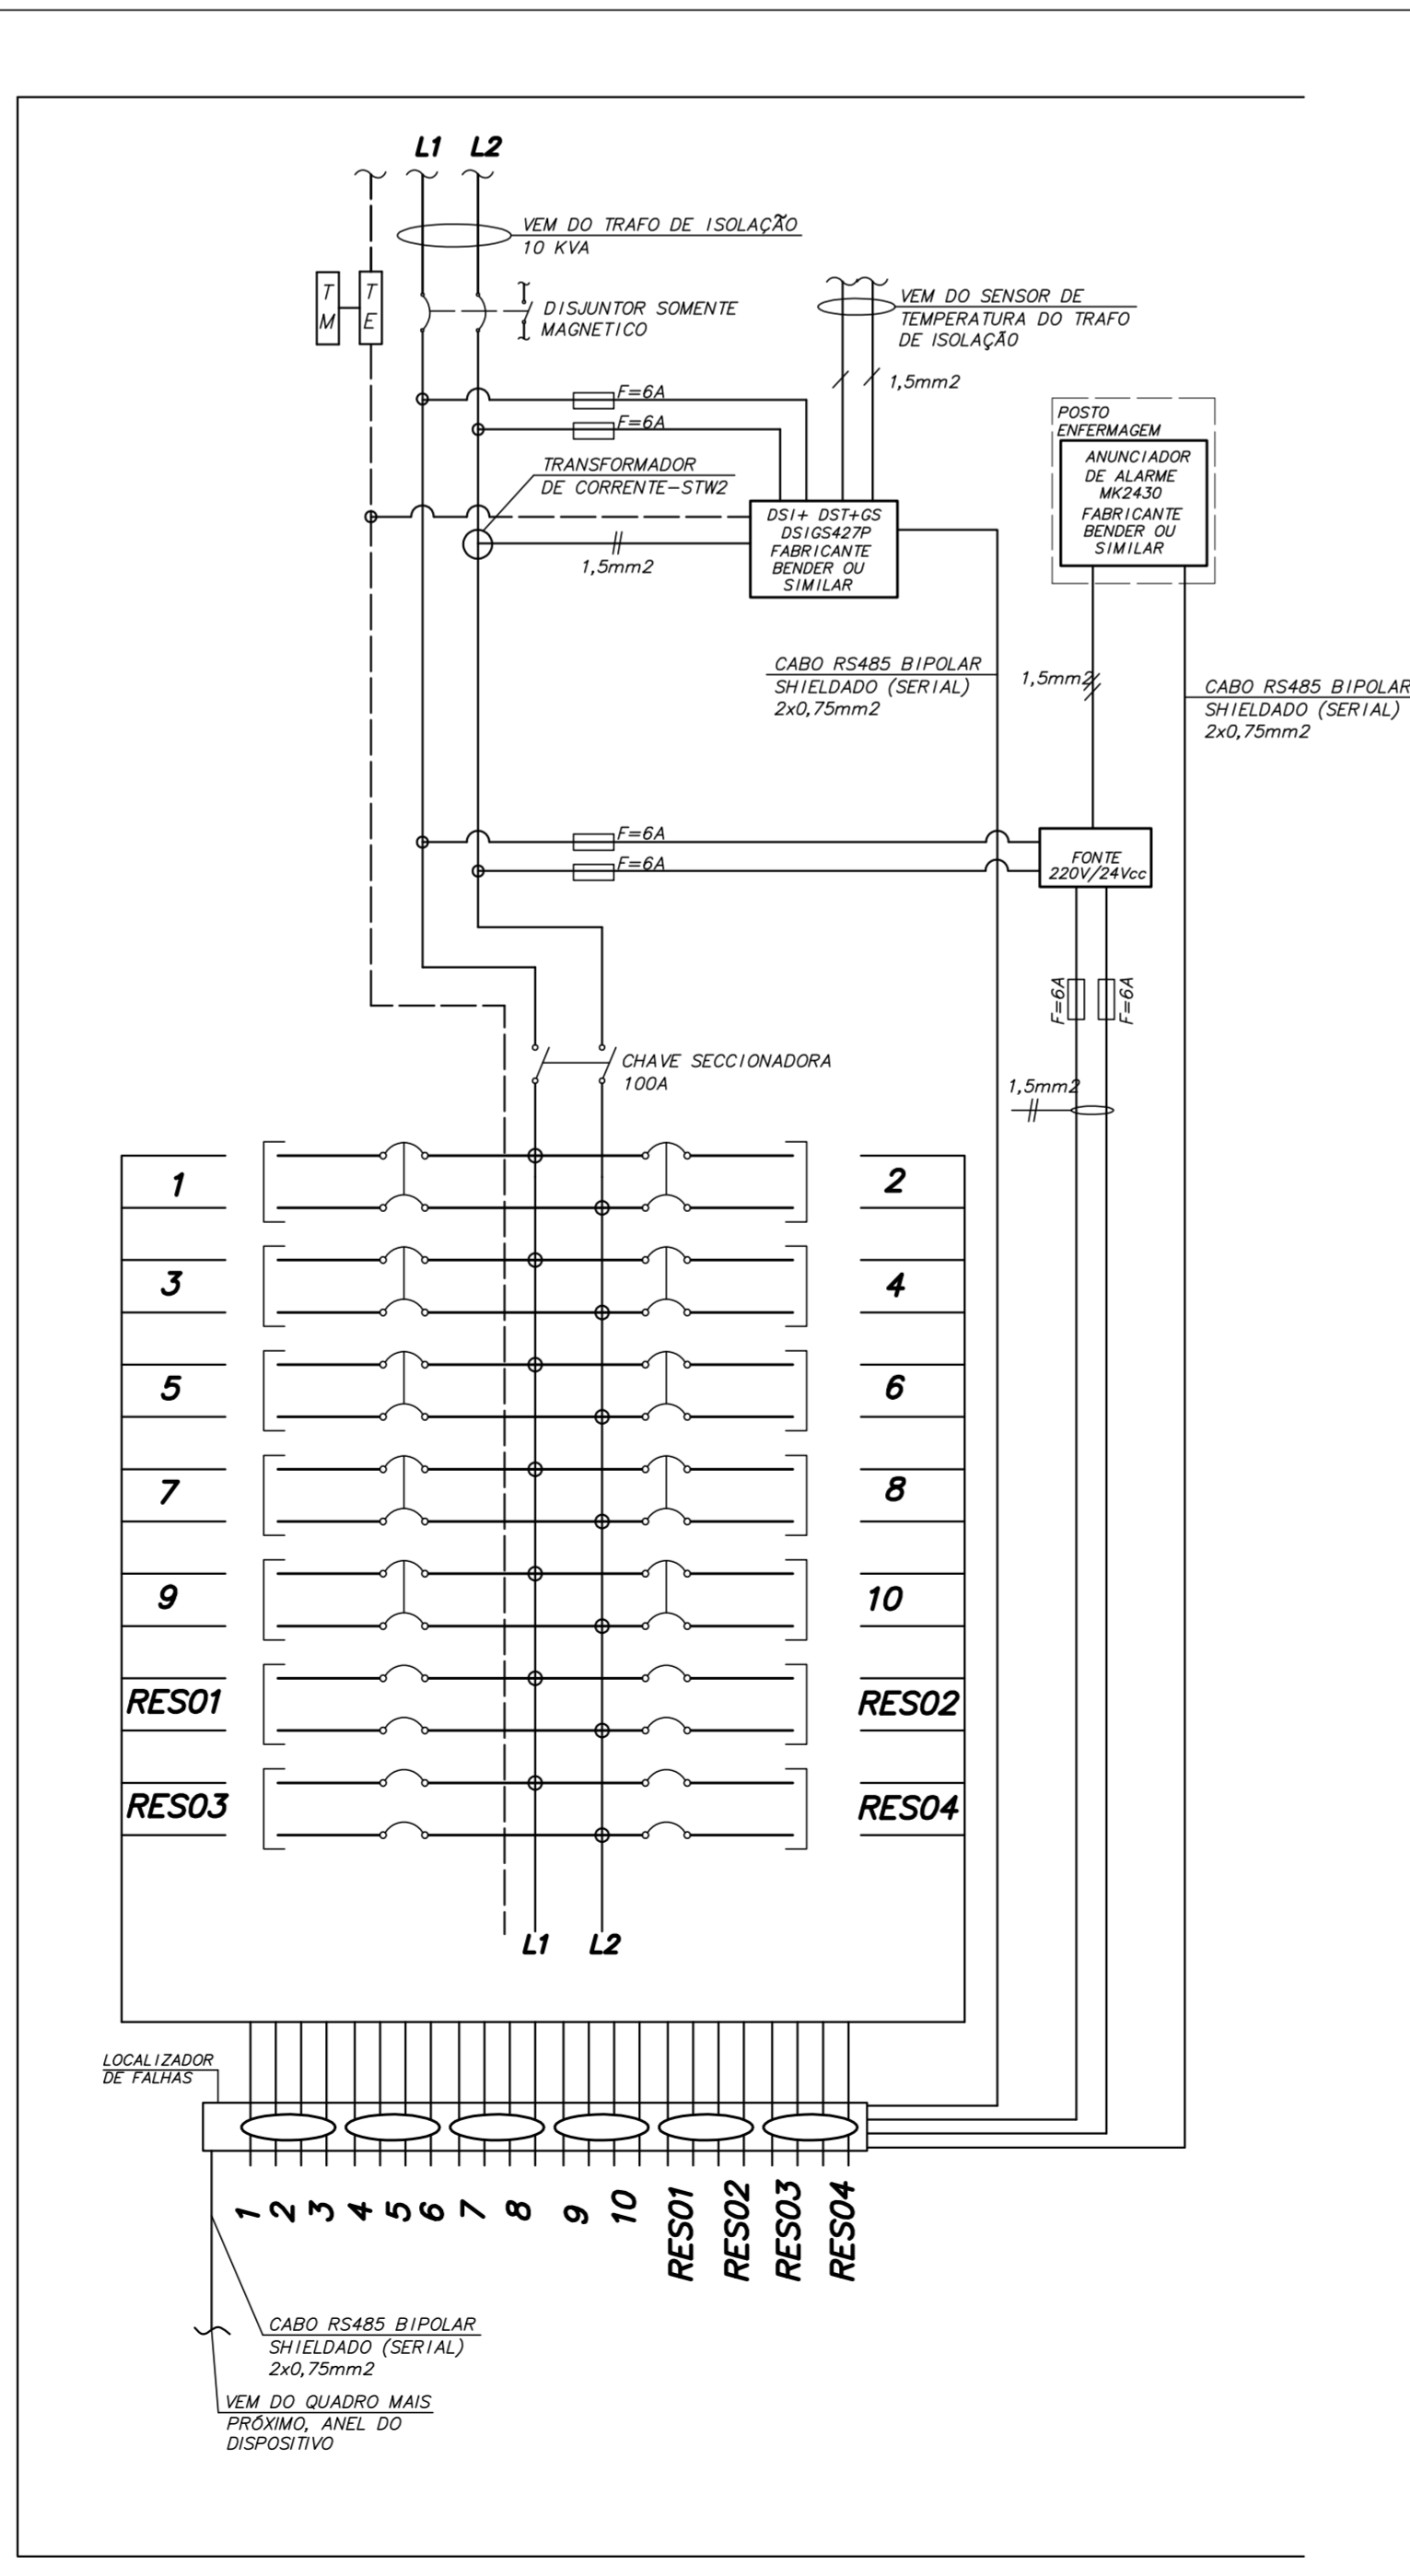 L1 L2
VEM DO TRAFO DE ISOLAÇÃO
10 KVA
T
M
T
E
DISJUNTOR SOMENTE
MAGNETICO
VEM DO SENSOR DE
TEMPERATURA DO TRAFO
DE ISOLAÇÃO
1,5mm2
F=6A
F=6A
TRANSFORMADOR
DE CORRENTE-STW2
1,5mm2
DSI+ DST+GS
DSIGS427P
FABRICANTE
BENDER OU
SIMILAR
POSTO
ENFERMAGEM
ANUNCIADOR
DE ALARME
MK2430
FABRICANTE
BENDER OU
SIMILAR
CABO RS485 BIPOLAR
SHIELDADO (SERIAL)
2x0,75mm2
1,5mm2
CABO RS485 BIPOLAR
SHIELDADO (SERIAL)
2x0,75mm2
F=6A
F=6A
FONTE
220V/24Vcc
F=6A
F=6A
CHAVE SECCIONADORA
100A
1,5mm2
1 2
3 4
5 6
7 8
9 10
RES01 RES02
RES03 RES04
L1 L2
LOCALIZADOR
DE FALHAS
1 2 3 4 5 6 7 8 9 10 RES01 RES02 RES03 RES04
CABO RS485 BIPOLAR
SHIELDADO (SERIAL)
2x0,75mm2
VEM DO QUADRO MAIS
PRÓXIMO, ANEL DO
DISPOSITIVO